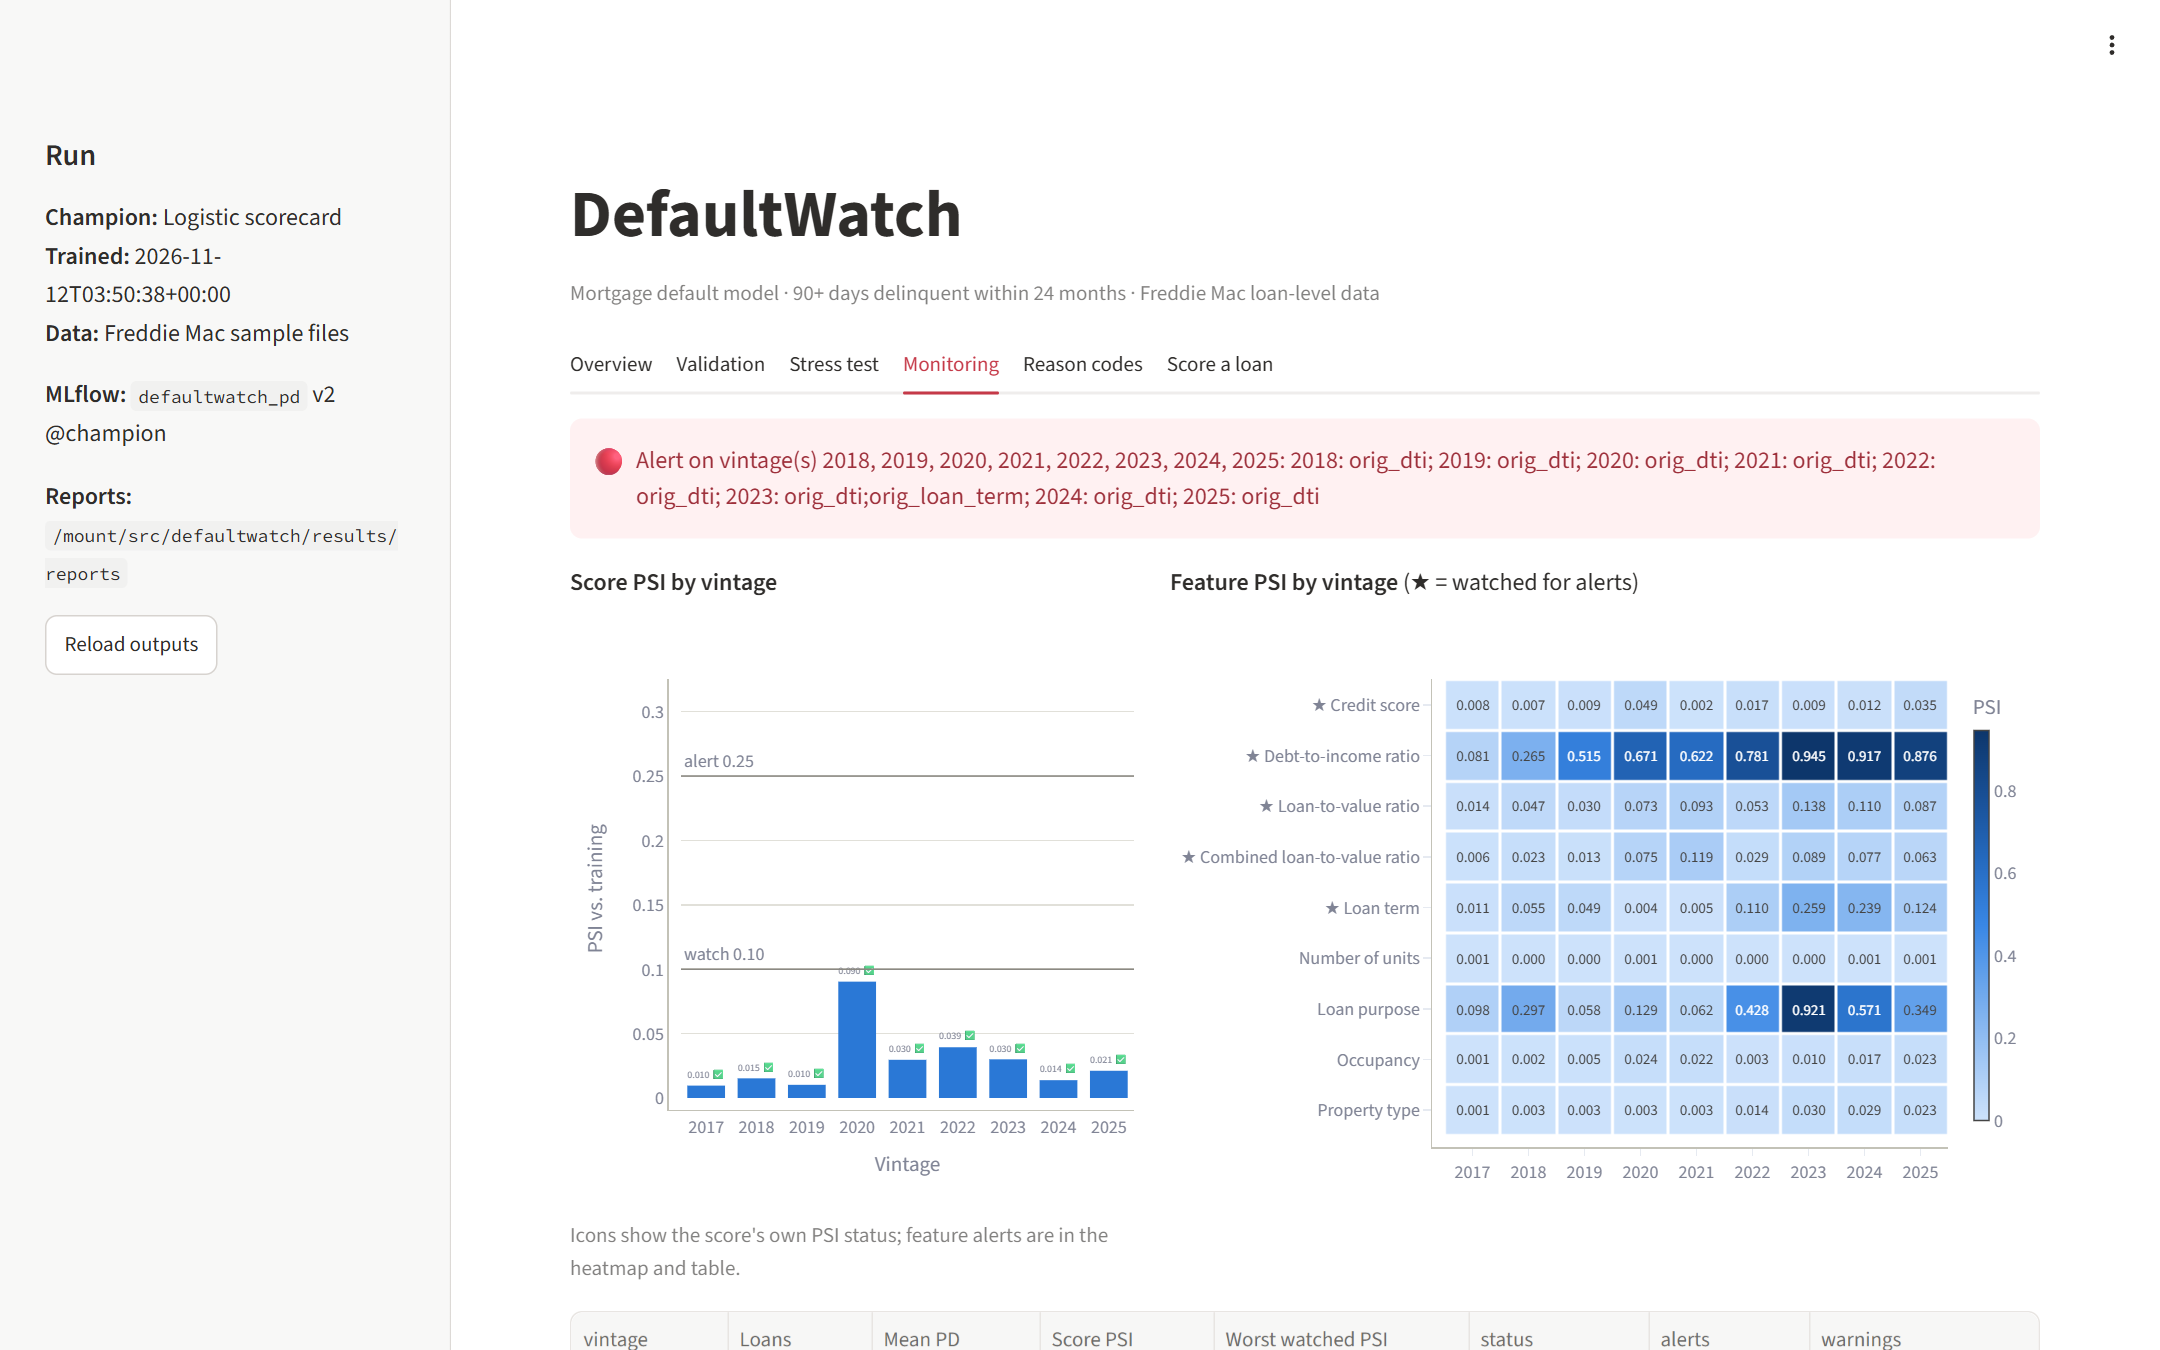 Run
Champion: Logistic scorecard
Trained: 2026-11-
12T03:50:38+00:00
Data: Freddie Mac sample files
MLflow: defaultwatch_pd v2
@champion
Reports:
/mount/src/defaultwatch/results/
reports
Reload outputs
DefaultWatch
Mortgage default model · 90+ days delinquent within 24 months · Freddie Mac loan-level data
Overview Validation Stress test Monitoring Reason codes Score a loan
Alert on vintage(s) 2018, 2019, 2020, 2021, 2022, 2023, 2024, 2025: 2018: orig_dti; 2019: orig_dti; 2020: orig_dti; 2021: orig_dti; 2022:
orig_dti; 2023: orig_dti;orig_loan_term; 2024: orig_dti; 2025: orig_dti
Score PSI by vintage
PSI vs. training
0.3
alert 0.25
0.25
0.2
0.15
watch 0.10
0.1
0.05
0
0.010 ✅ 0.015 ✅ 0.010 ✅ 0.090 ✅ 0.030 ✅ 0.039 ✅ 0.030 ✅ 0.014 ✅ 0.021 ✅
2017 2018 2019 2020 2021 2022 2023 2024 2025
Vintage
Icons show the score's own PSI status; feature alerts are in the
heatmap and table.
Feature PSI by vintage (★ = watched for alerts)
★ Credit score 0.008 0.007 0.009 0.049 0.002 0.017 0.009 0.012 0.035
★ Debt-to-income ratio 0.081 0.265 0.515 0.671 0.622 0.781 0.945 0.917 0.876
★ Loan-to-value ratio 0.014 0.047 0.030 0.073 0.093 0.053 0.138 0.110 0.087
★ Combined loan-to-value ratio 0.006 0.023 0.013 0.075 0.119 0.029 0.089 0.077 0.063
★ Loan term 0.011 0.055 0.049 0.004 0.005 0.110 0.259 0.239 0.124
Number of units 0.001 0.000 0.000 0.001 0.000 0.000 0.000 0.001 0.001
Loan purpose 0.098 0.297 0.058 0.129 0.062 0.428 0.921 0.571 0.349
Occupancy 0.001 0.002 0.005 0.024 0.022 0.003 0.010 0.017 0.023
Property type 0.001 0.003 0.003 0.003 0.003 0.014 0.030 0.029 0.023
2017 2018 2019 2020 2021 2022 2023 2024 2025
PSI
0.8
0.6
0.4
0.2
0
vintage Loans Mean PD Score PSI Worst watched PSI status alerts warnings